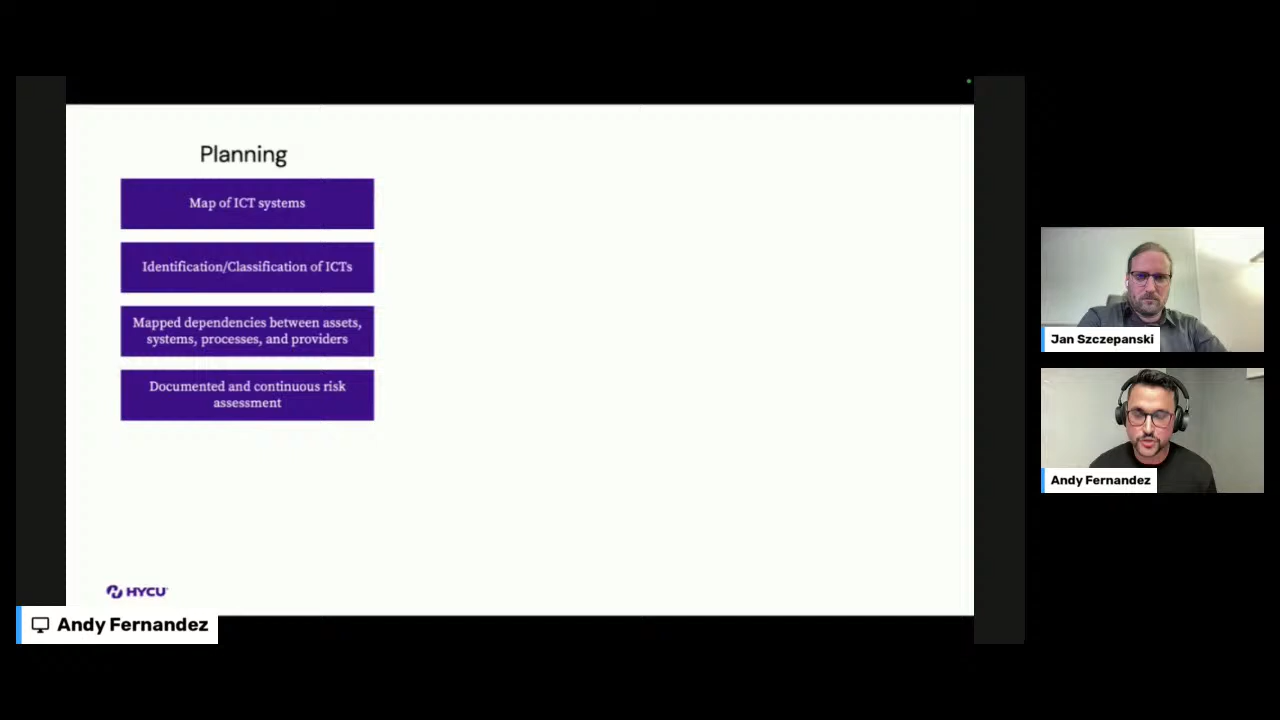 Planning
Map of ICT systems
Identification/Classification of ICTs
Mapped dependencies between assets,
systems, processes, and providers
Documented and continuous risk
assessment
HYCU
Andy Fernandez
Jan Szczepanski
Andy Fernandez